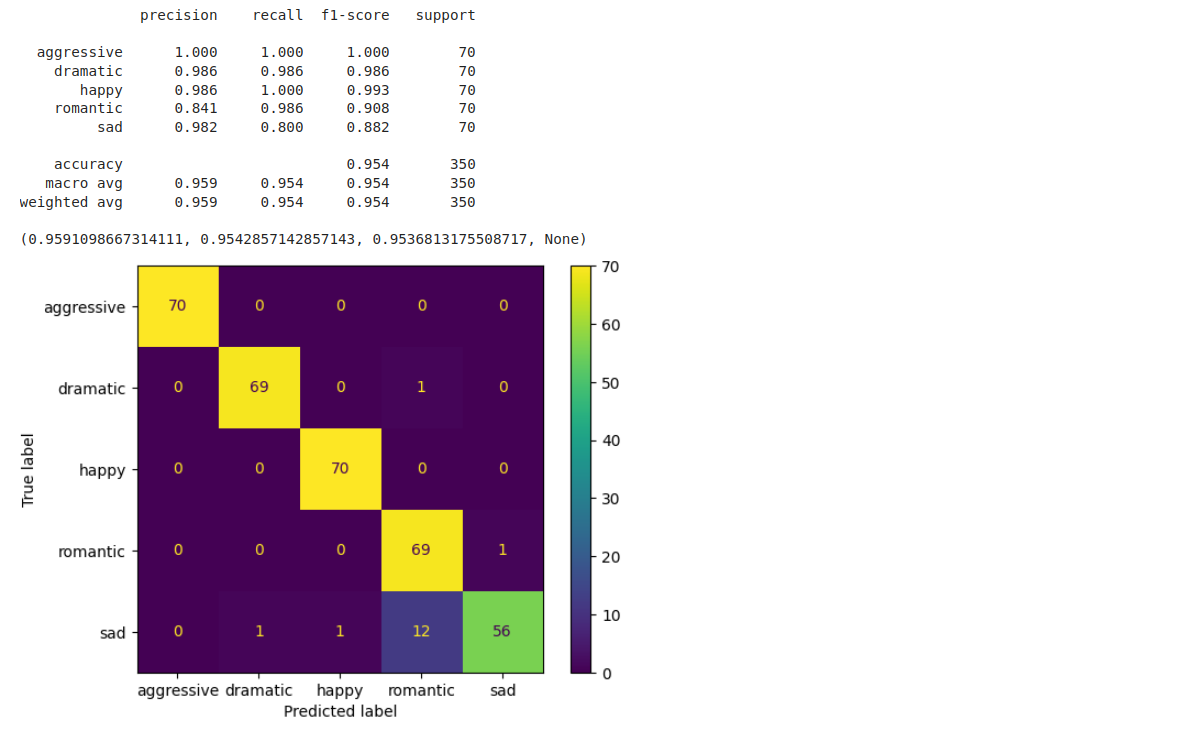 precision recall f1-score support
aggressive 1.000 1.000 1.000 70
dramatic 0.986 0.986 0.986 70
happy 0.986 1.000 0.993 70
romantic 0.841 0.986 0.908 70
sad 0.982 0.800 0.882 70
accuracy 0.954 350
macro avg 0.959 0.954 0.954 350
weighted avg 0.959 0.954 0.954 350
(0.9591098667314111, 0.9542857142857143, 0.9536813175508717, None)
True label
aggressive 70 0 0 0 0
dramatic 0 69 0 1 0
happy 0 0 70 0 0
romantic 0 0 0 69 1
sad 0 1 1 12 56
aggressive dramatic happy romantic sad
Predicted label
70
60
50
40
30
20
10
0